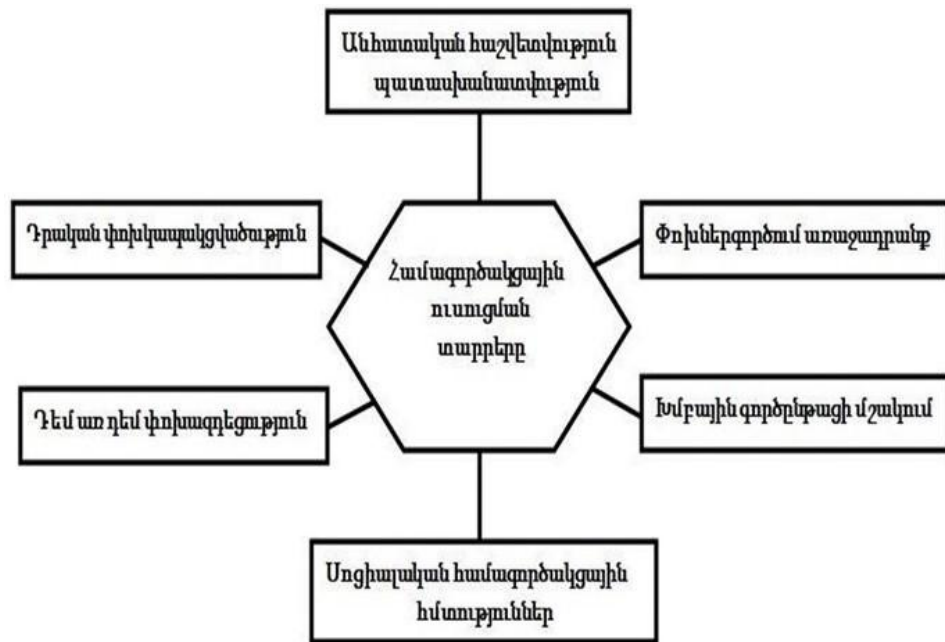 Անհատական հաշվետվություն
պատասխանատվություն
Դրական փոխկապակցվածություն
Փոխներգործում առաջադրանք
Համագործակցային
ուսուցման
տարրերը
Դեմ առ դեմ փոխազդեցություն
Խմբային գործընթացի մշակում
Սոցիալական համագործակցային
հմտություններ